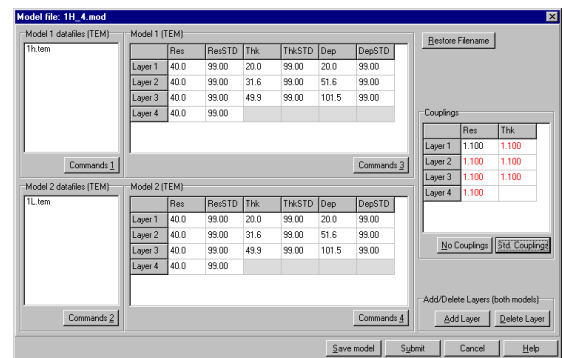 Model file: 1H_4.mod
Model 1 datafiles (TEM)
1h.tem
Commands 1
Model 1 (TEM)
Res ResSTD Thk ThkSTD Dep DepSTD
Layer 1 40.0 99.00 20.0 99.00 20.0 99.00
Layer 2 40.0 99.00 31.6 99.00 51.6 99.00
Layer 3 40.0 99.00 49.9 99.00 101.5 99.00
Layer 4 40.0 99.00
Commands 3
Restore Filename
Couplings
Res Thk
Layer 1 1.100 1.100
Layer 2 1.100 1.100
Layer 3 1.100 1.100
Layer 4 1.100
No Couplings Std. Couplings
Model 2 datafiles (TEM)
1L.tem
Commands 2
Model 2 (TEM)
Res ResSTD Thk ThkSTD Dep DepSTD
Layer 1 40.0 99.00 20.0 99.00 20.0 99.00
Layer 2 40.0 99.00 31.6 99.00 51.6 99.00
Layer 3 40.0 99.00 49.9 99.00 101.5 99.00
Layer 4 40.0 99.00
Commands 4
Add/Delete Layers (both models)
Add Layer Delete Layer
Save model Submit Cancel Help